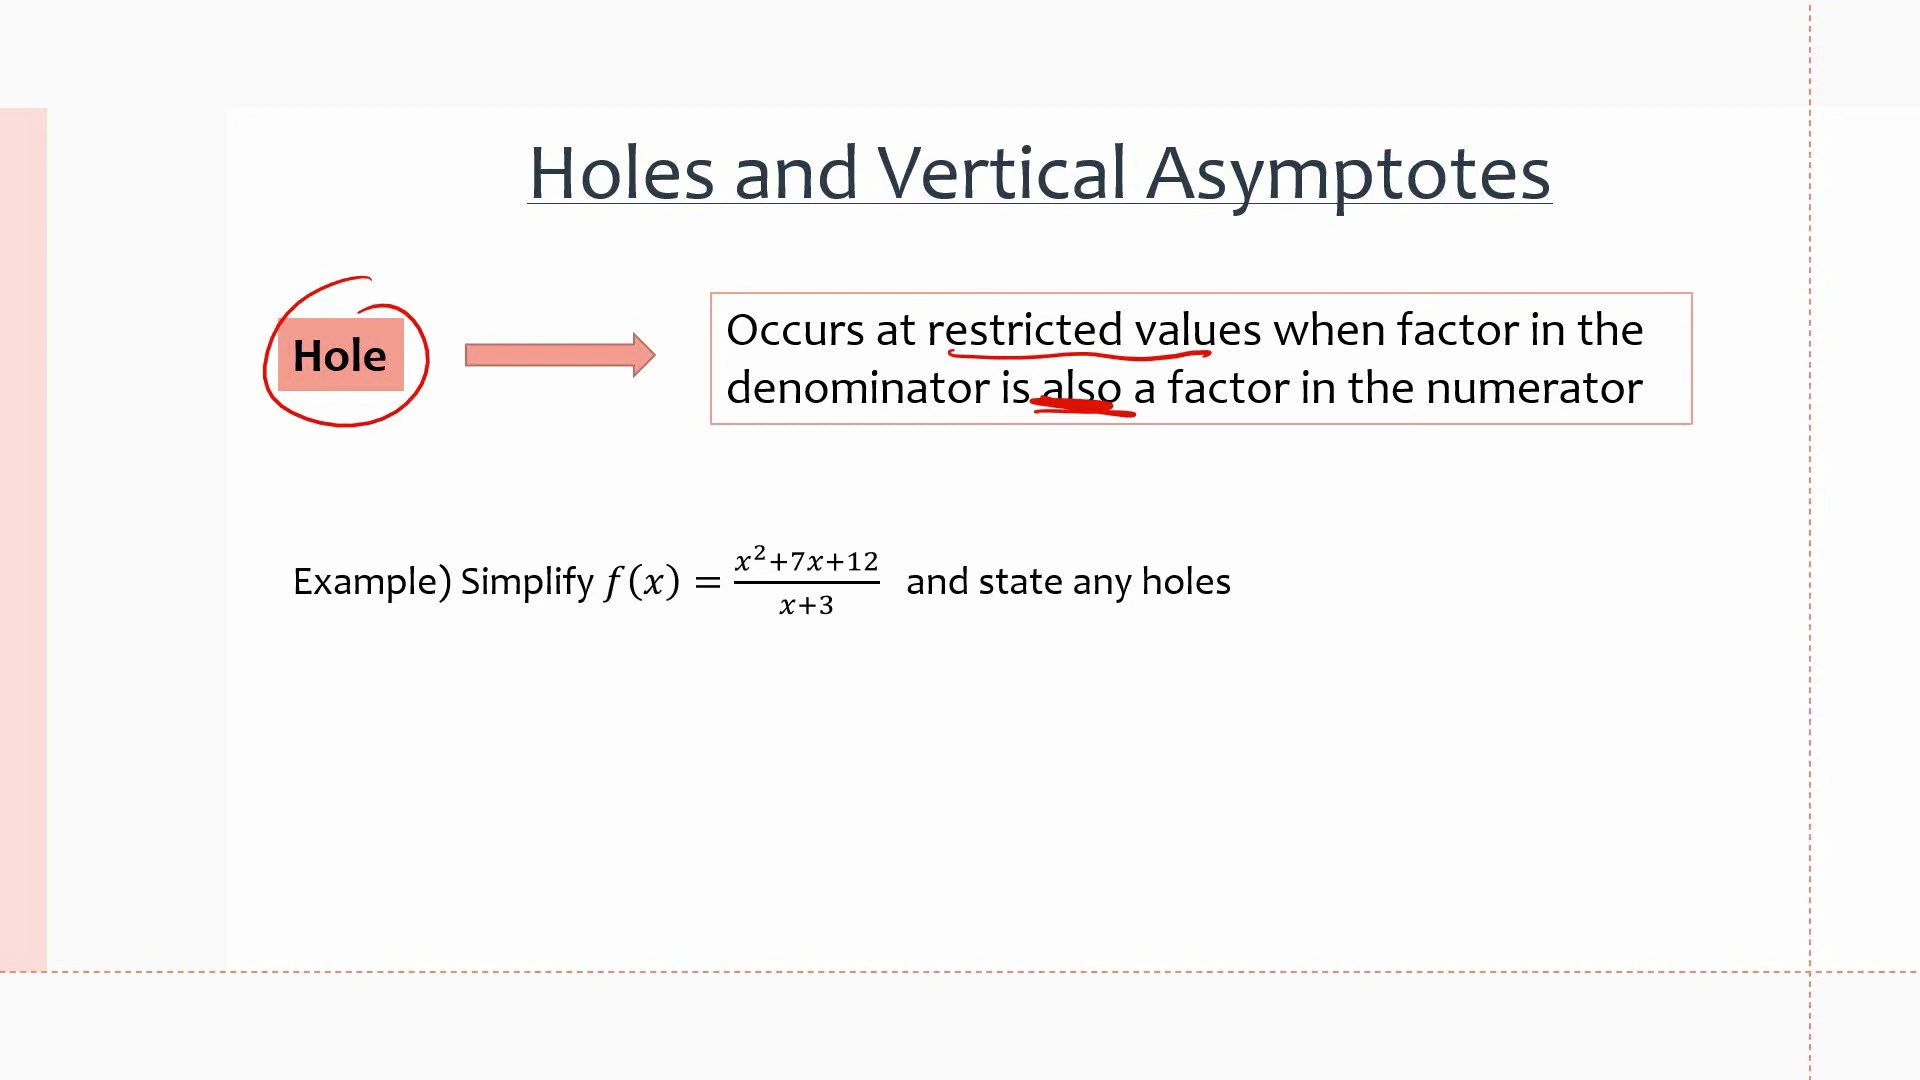 Holes and Vertical Asymptotes
Hole
Occurs at restricted values when factor in the
denominator is also a factor in the numerator
Example) Simplify f(x) = \frac{x²+7x+12}{x+3} and state any holes